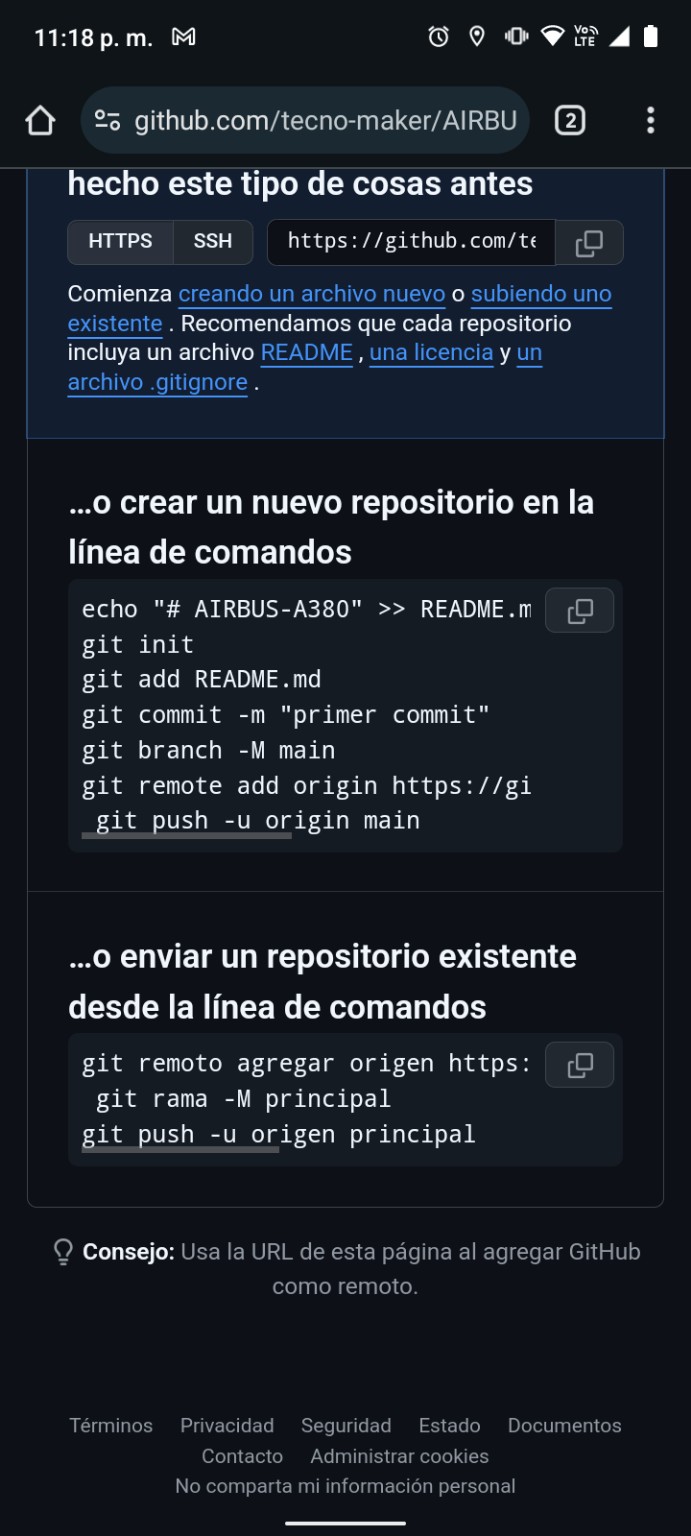 11:18 p. m.
VoLTE
github.com/tecno-maker/AIRBU
2
hecho este tipo de cosas antes
HTTPS SSH https://github.com/te
Comienza creando un archivo nuevo o subiendo uno
existente . Recomendamos que cada repositorio
incluya un archivo README , una licencia y un
archivo .gitignore .
...o crear un nuevo repositorio en la
línea de comandos
echo "# AIRBUS-A380" >> README.m
git init
git add README.md
git commit -m "primer commit"
git branch -M main
git remote add origin https://gi
git push -u origin main
...o enviar un repositorio existente
desde la línea de comandos
git remoto agregar origen https:
git rama -M principal
git push -u origen principal
Consejo: Usa la URL de esta página al agregar GitHub
como remoto.
Términos Privacidad Seguridad Estado Documentos
Contacto Administrar cookies
No comparta mi información personal